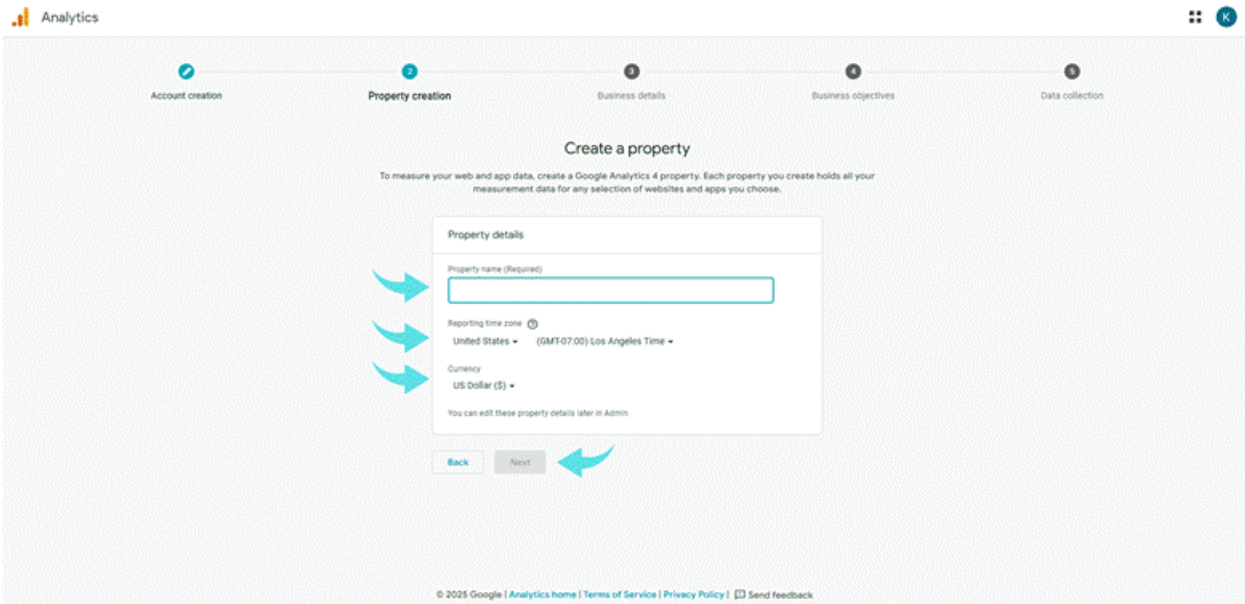 Analytics
K
2
3
4
5
Account creation
Property creation
Business details
Business objectives
Data collection
Create a property
To measure your web and app data, create a Google Analytics 4 property. Each property you create holds all your
measurement data for any selection of websites and apps you choose.
Property details
Property name (Required)
Reporting time zone ?
United States (GMT-07:00) Los Angeles Time
Currency
US Dollar ($)
You can edit these property details later in Admin
Back Next
© 2025 Google | Analytics home | Terms of Service | Privacy Policy | Send feedback